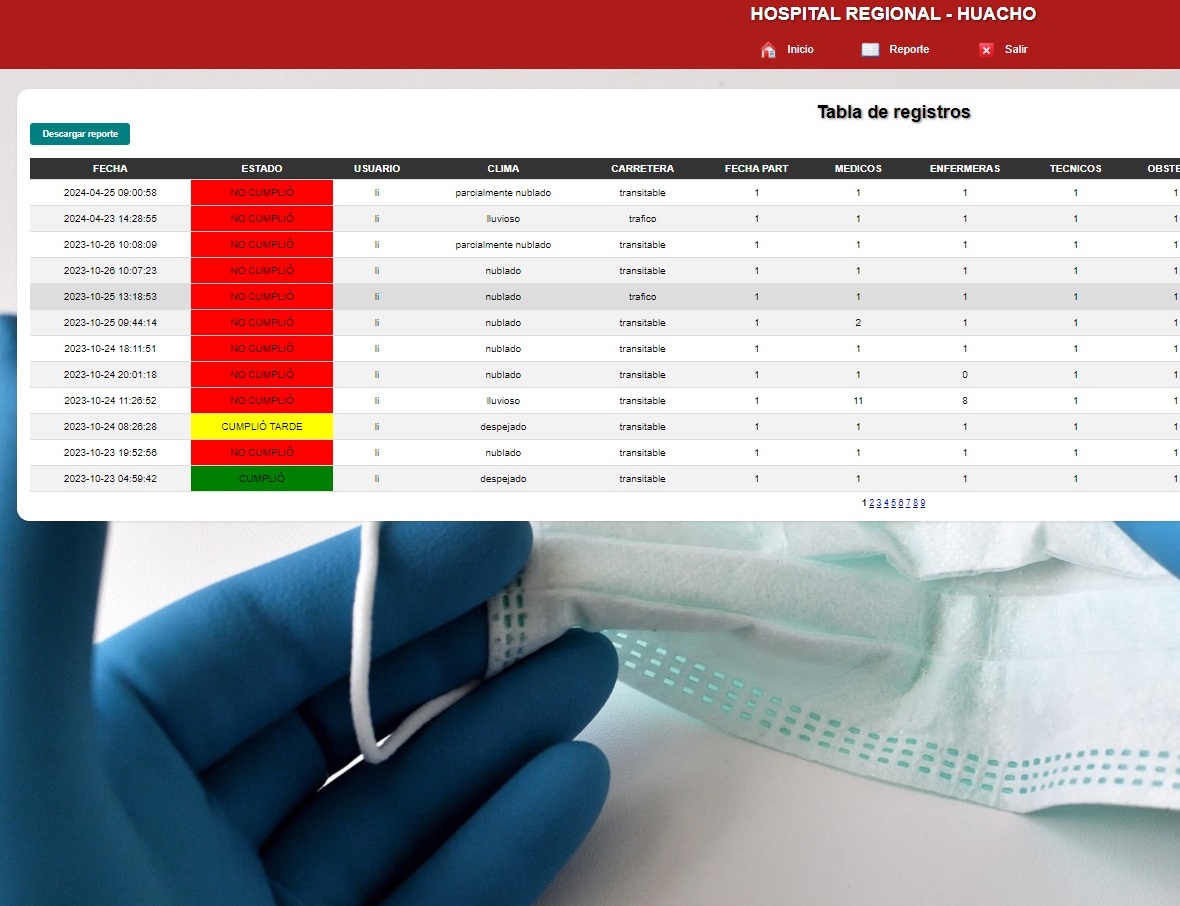 HOSPITAL REGIONAL - HUACHO
Inicio Reporte Salir
Tabla de registros
Descargar reporte
FECHA ESTADO USUARIO CLIMA CARRETERA FECHA PART MEDICOS ENFERMERAS TECNICOS OBSTE
2024-04-25 09:00:58 NO CUMPLIÓ li parcialmente nublado transitable 1 1 1 1 1
2024-04-23 14:28:55 NO CUMPLIÓ li lluvioso trafico 1 1 1 1 1
2023-10-26 10:08:09 NO CUMPLIÓ li parcialmente nublado transitable 1 1 1 1 1
2023-10-26 10:07:23 NO CUMPLIÓ li nublado transitable 1 1 1 1 1
2023-10-25 13:18:53 NO CUMPLIÓ li nublado trafico 1 1 1 1 1
2023-10-25 09:44:14 NO CUMPLIÓ li nublado transitable 1 2 1 1 1
2023-10-24 18:11:51 NO CUMPLIÓ li nublado transitable 1 1 1 1 1
2023-10-24 20:01:18 NO CUMPLIÓ li nublado transitable 1 1 0 1 1
2023-10-24 11:26:52 NO CUMPLIÓ li lluvioso transitable 1 11 8 1 1
2023-10-24 08:26:28 CUMPLIÓ TARDE li despejado transitable 1 1 1 1 1
2023-10-23 19:52:56 NO CUMPLIÓ li nublado transitable 1 1 1 1 1
2023-10-23 04:59:42 CUMPLIÓ li despejado transitable 1 1 1 1 1
1 2 3 4 5 6 7 8 9